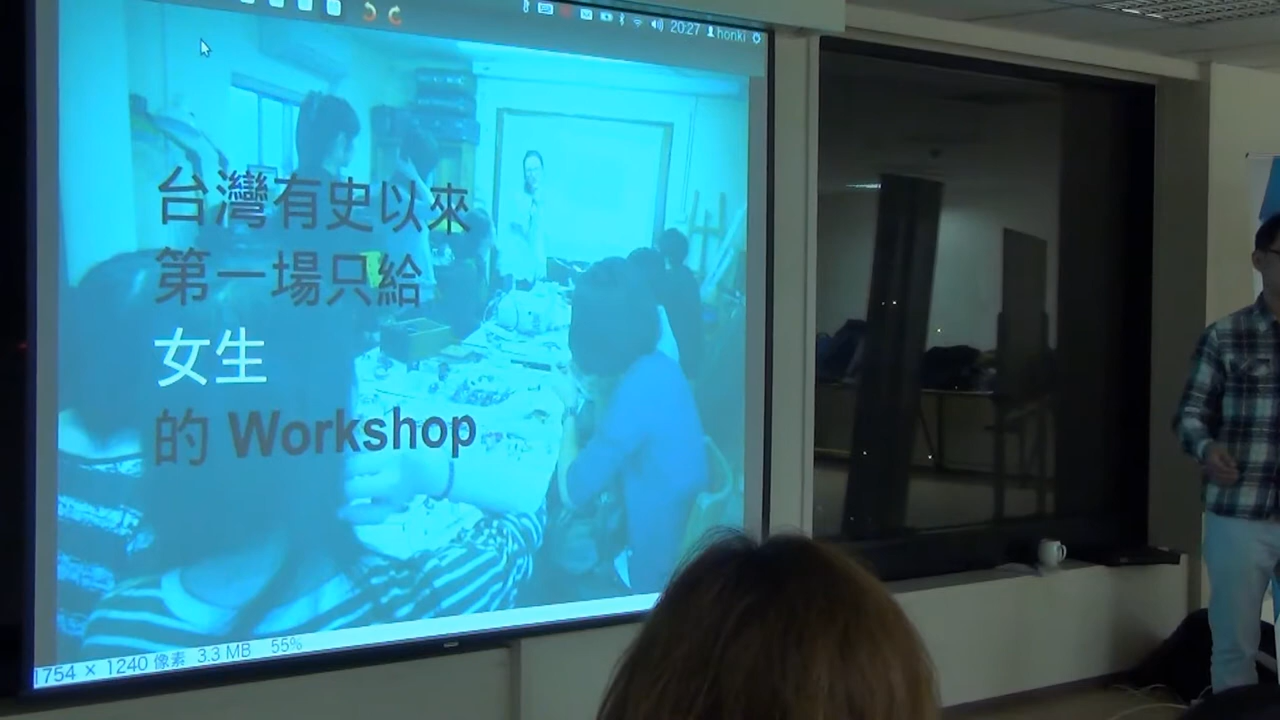 20:27 honki
台灣有史以來
第一場只給
女生
的 Workshop
1754 × 1240 像素 3.3 MB 55%